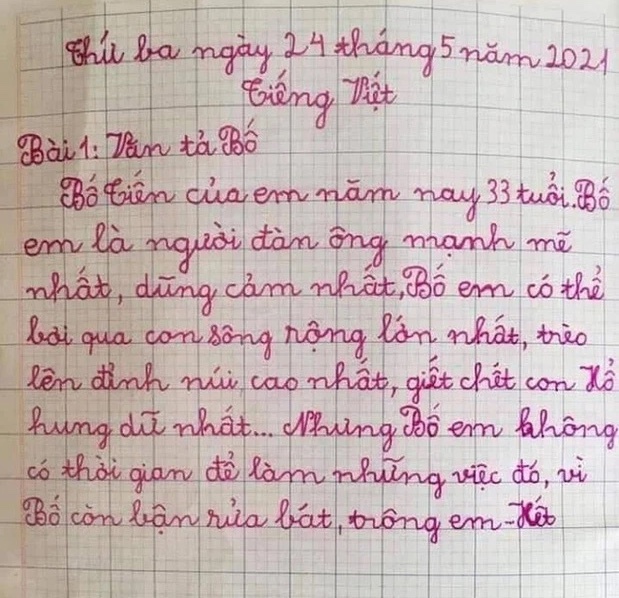 Thứ ba ngày 24 tháng 5 năm 2021
Tiếng Việt
Bài 1: Văn tả Bố
Bố Tiến của em năm nay 33 tuổi. Bố
em là người đàn ông mạnh mẽ
nhất, dũng cảm nhất, Bố em có thể
bơi qua con sông rộng lớn nhất, trèo
lên đỉnh núi cao nhất, giết chết con Hổ
hung dữ nhất... Nhưng Bố em không
có thời gian để làm những việc đó, vì
Bố còn bận rửa bát, trông em - Hết